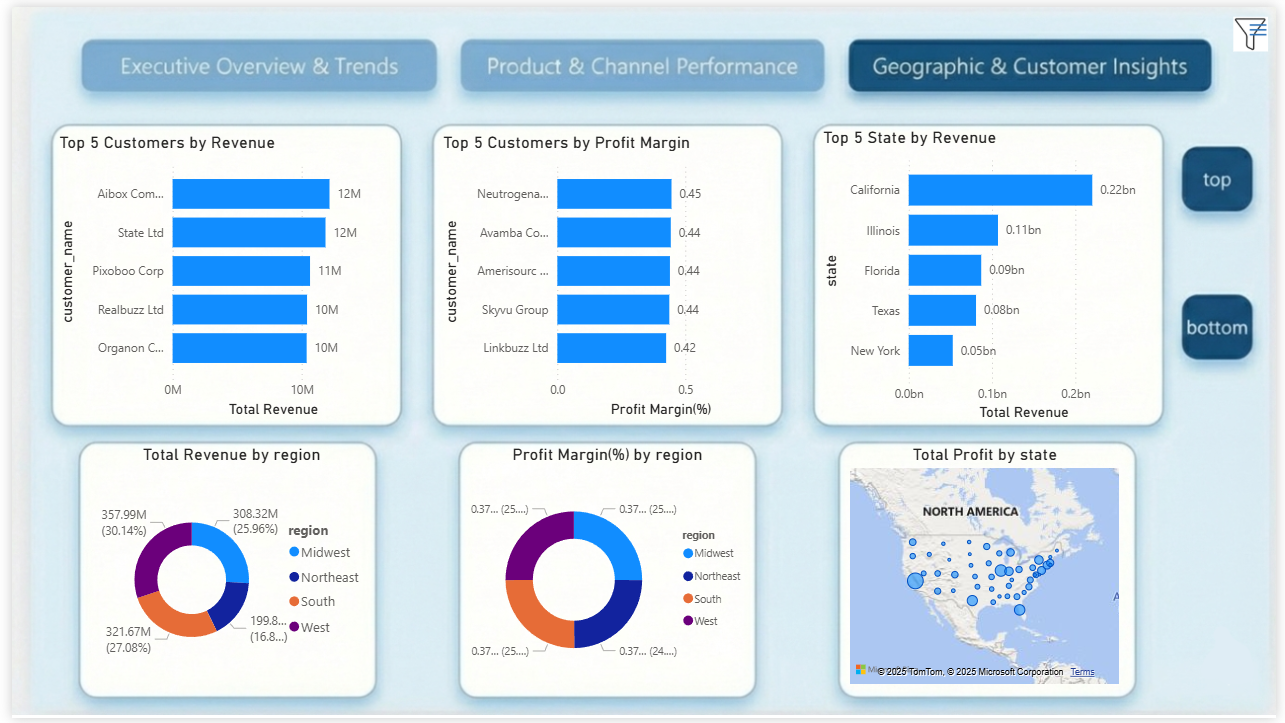 Executive Overview & Trends
Product & Channel Performance
Geographic & Customer Insights
Top 5 Customers by Revenue
customer_name
Aibox Com... 12M
State Ltd 12M
Pixoboo Corp 11M
Realbuzz Ltd 10M
Organon C... 10M
0M 10M
Total Revenue
Top 5 Customers by Profit Margin
customer_name
Neutrogena... 0.45
Avamba Co... 0.44
Amerisourc ... 0.44
Skyvu Group 0.44
Linkbuzz Ltd 0.42
0.0 0.5
Profit Margin(%)
Top 5 State by Revenue
state
California 0.22bn
Illinois 0.11bn
Florida 0.09bn
Texas 0.08bn
New York 0.05bn
0.0bn 0.1bn 0.2bn
Total Revenue
top
bottom
Total Revenue by region
357.99M
(30.14%)
308.32M
(25.96%)
321.67M
(27.08%)
199.8...
(16.8...)
region
Midwest
Northeast
South
West
Profit Margin(%) by region
0.37... (25....)
0.37... (25....)
0.37... (25....)
0.37... (24....)
region
Midwest
Northeast
South
West
Total Profit by state
NORTH AMERICA
A
© 2025 TomTom, © 2025 Microsoft Corporation Terms